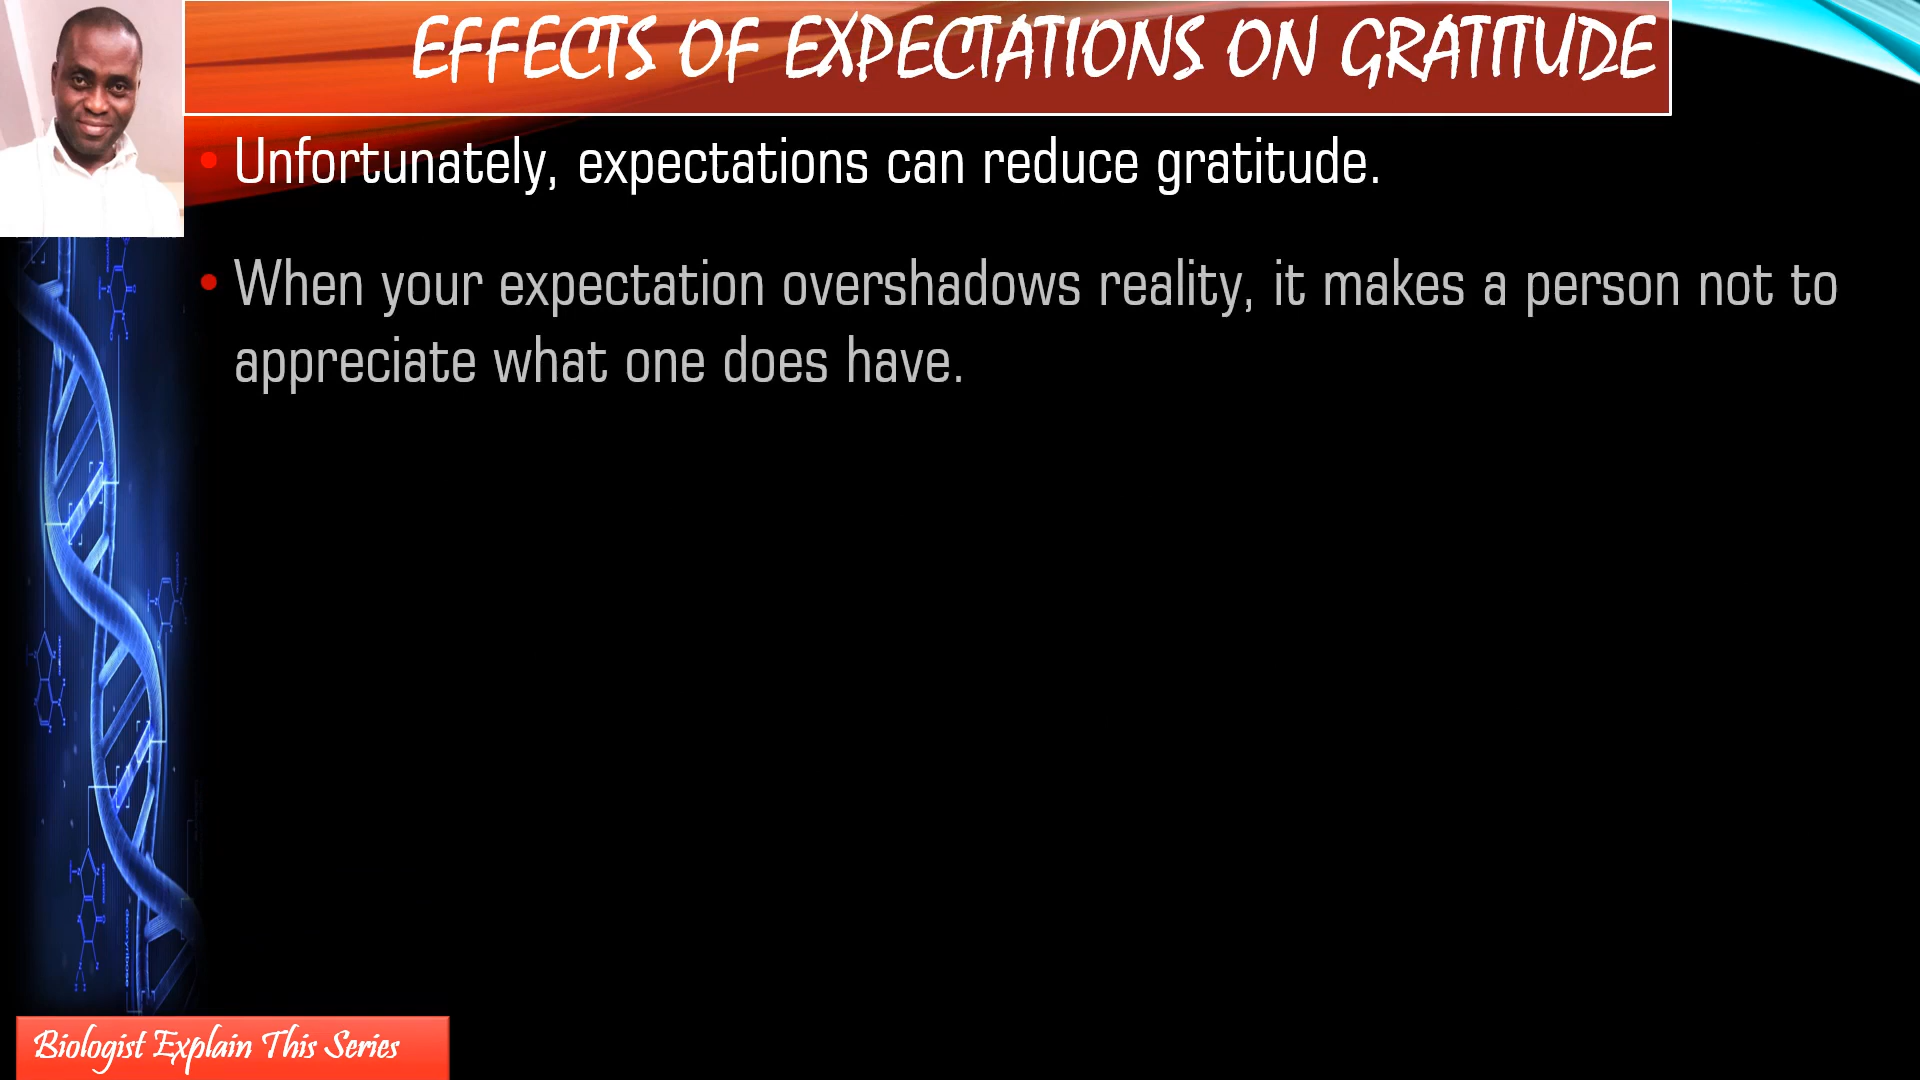 EFFECTS OF EXPECTATIONS ON GRATITUDE
• Unfortunately, expectations can reduce gratitude.
• When your expectation overshadows reality, it makes a person not to
appreciate what one does have.
deoxyribose
Biologist Explain This Series